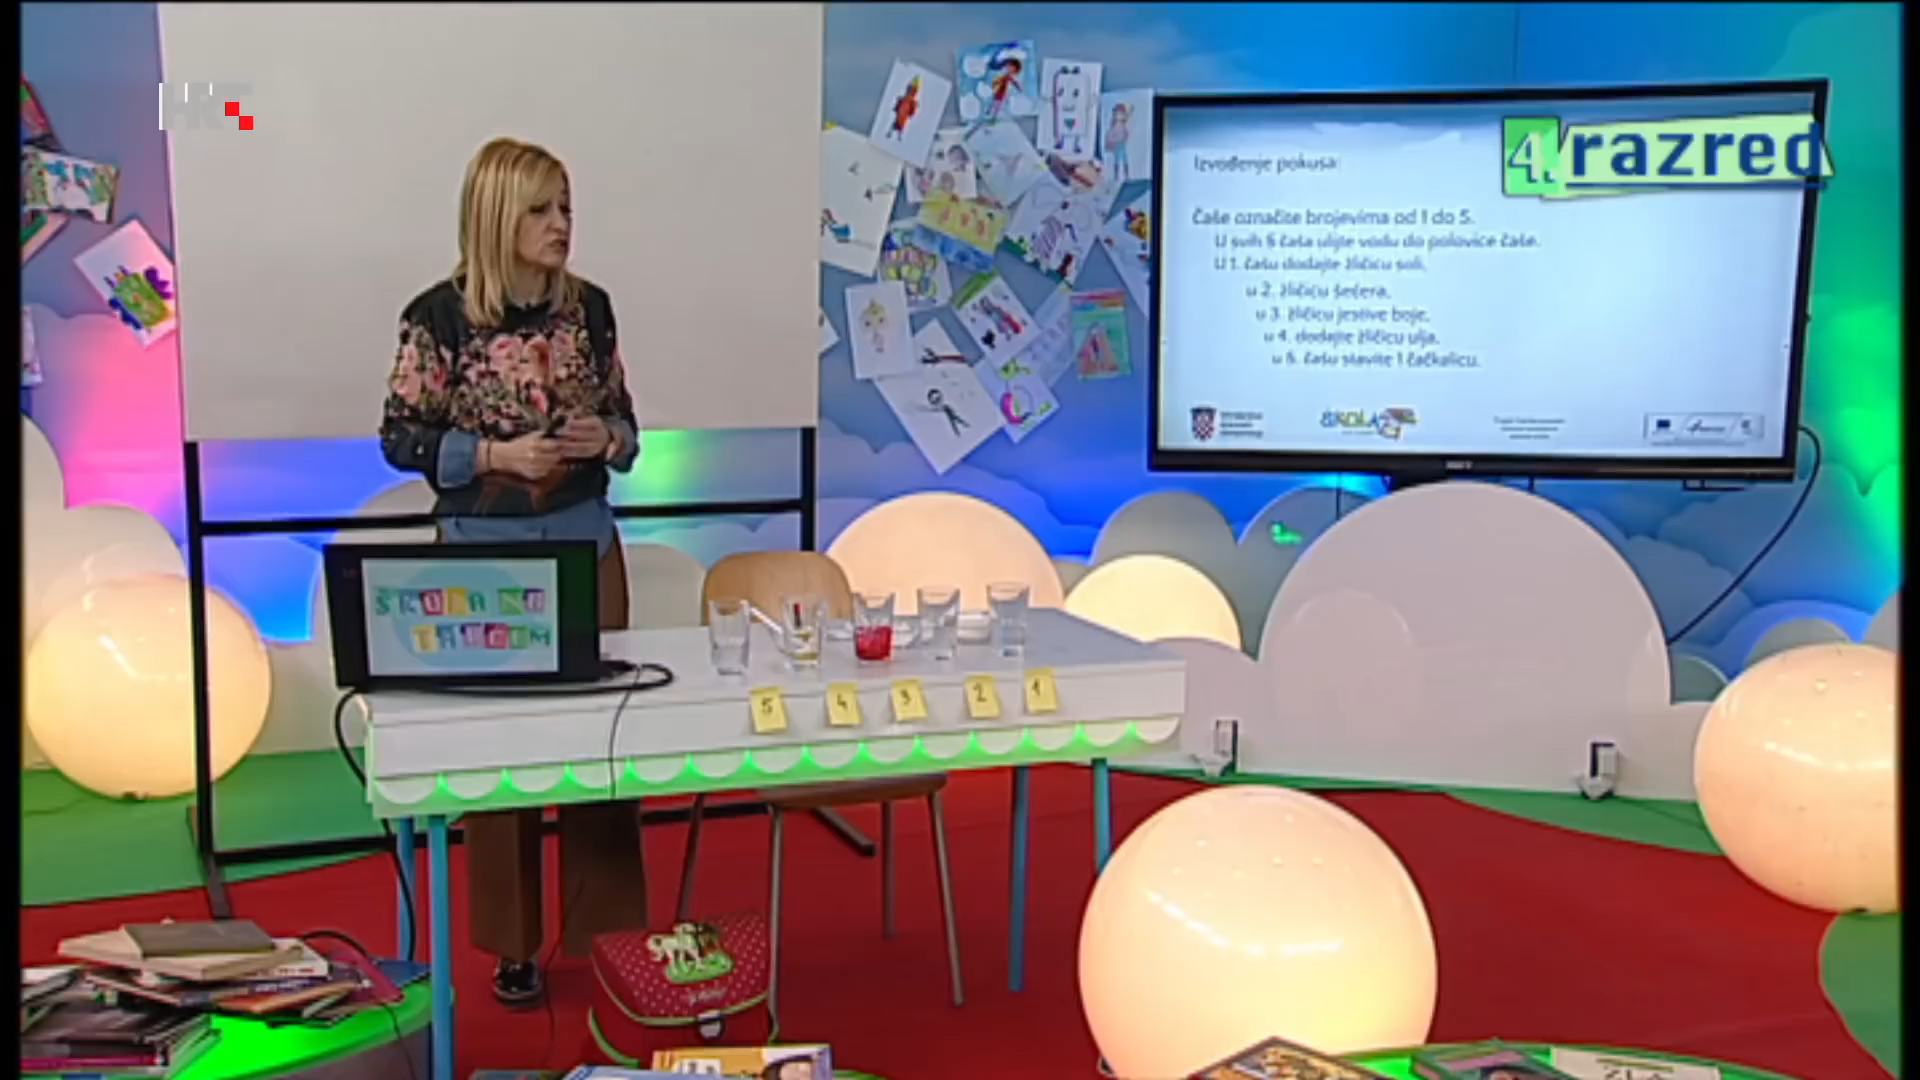 HRT
4. razred
Izvođenje pokusa:
Čaše označite brojevima od 1 do 5.
U svih 5 čaša ulijte vodu do polovice čaše.
U 1. čašu dodajte žličicu soli,
u 2. žličicu šećera,
u 3. žličicu jestive boje,
u 4. dodajte žličicu ulja,
u 5. čašu stavite 1 čačkalicu.
ŠKOLA
ŠKOLA NA
TREĆEM
5
4
3
2
1